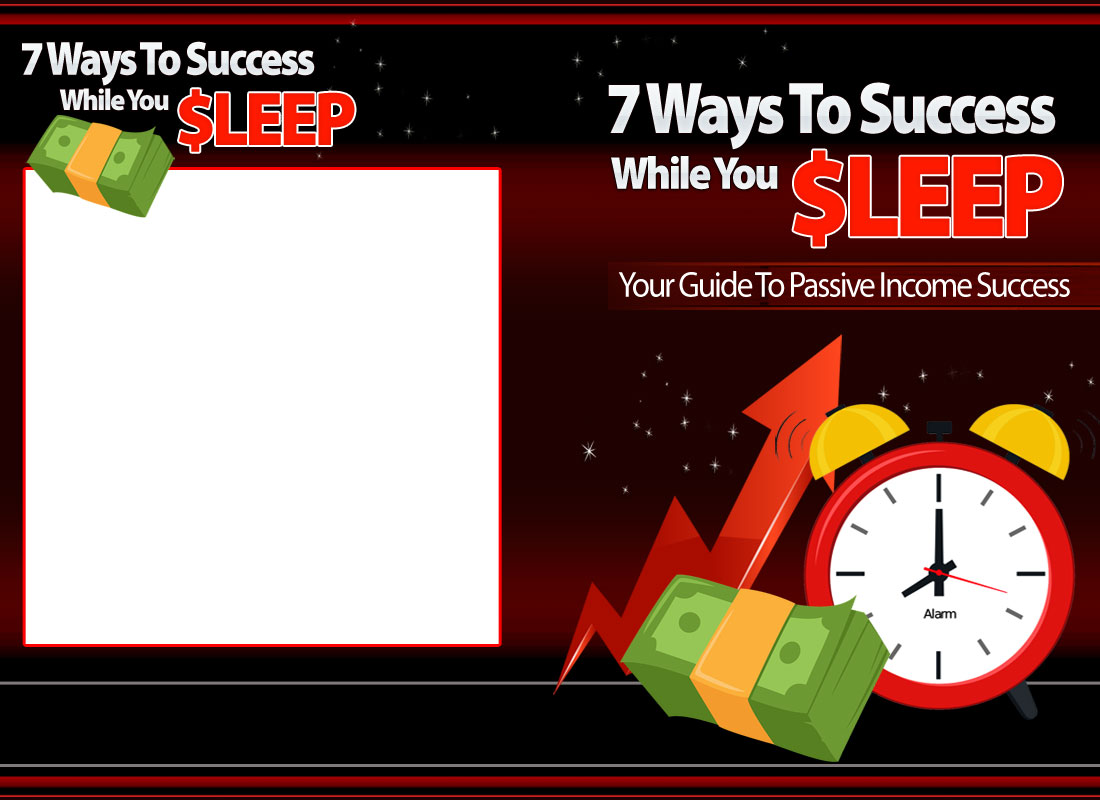 7 Ways To Success
While You $LEEP
7 Ways To Success
While You $LEEP
Your Guide To Passive Income Success
Alarm